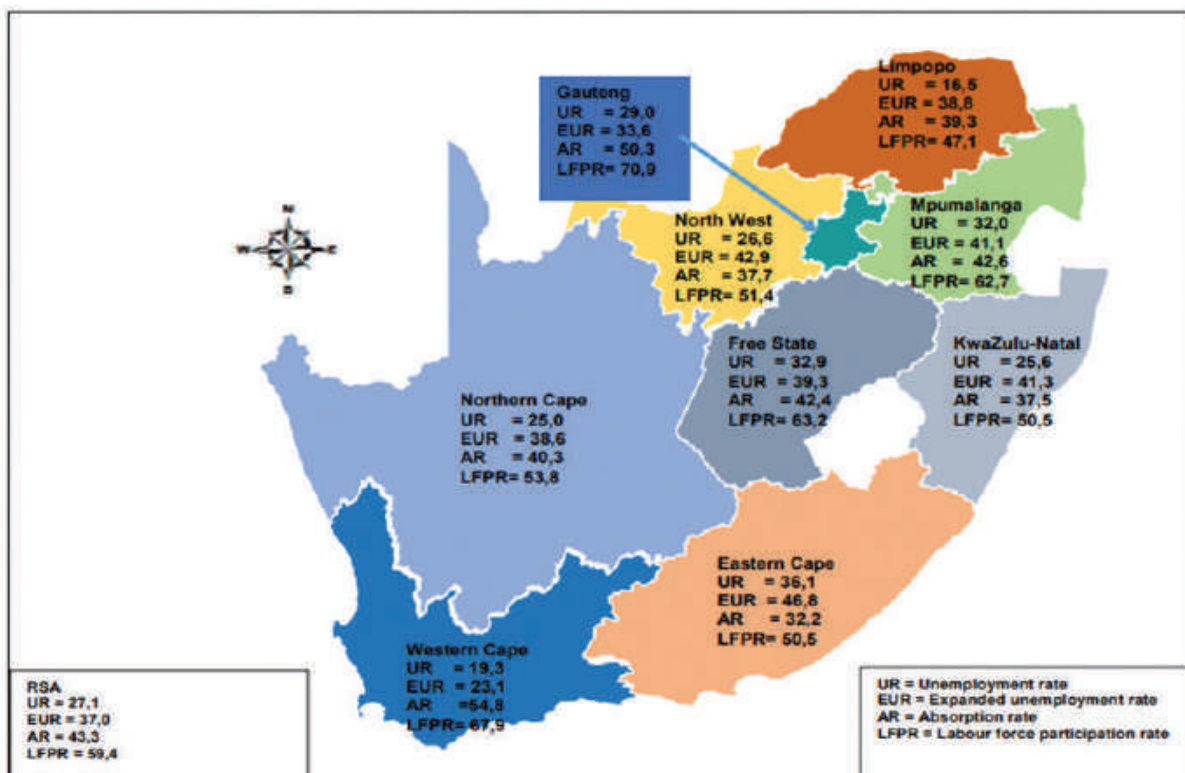 Limpopo
UR = 16,5
EUR = 38,8
AR = 39,3
LFPR= 47,1
Gauteng
UR = 29,0
EUR = 33,6
AR = 50,3
LFPR= 70,9
North West
UR = 26,6
EUR = 42,9
AR = 37,7
LFPR= 51,4
Mpumalanga
UR = 32,0
EUR = 41,1
AR = 42,6
LFPR= 62,7
N
W
E
S
Free State
UR = 32,9
EUR = 39,3
AR = 42,4
LFPR= 63,2
KwaZulu-Natal
UR = 25,6
EUR = 41,3
AR = 37,5
LFPR= 50,5
Northern Cape
UR = 25,0
EUR = 38,6
AR = 40,3
LFPR= 53,8
Eastern Cape
UR = 36,1
EUR = 46,8
AR = 32,2
LFPR= 50,5
Western Cape
UR = 19,3
EUR = 23,1
AR =54,8
LFPR= 67,9
RSA
UR = 27,1
EUR = 37,0
AR = 43,3
LFPR = 59,4
UR = Unemployment rate
EUR = Expanded unemployment rate
AR = Absorption rate
LFPR = Labour force participation rate